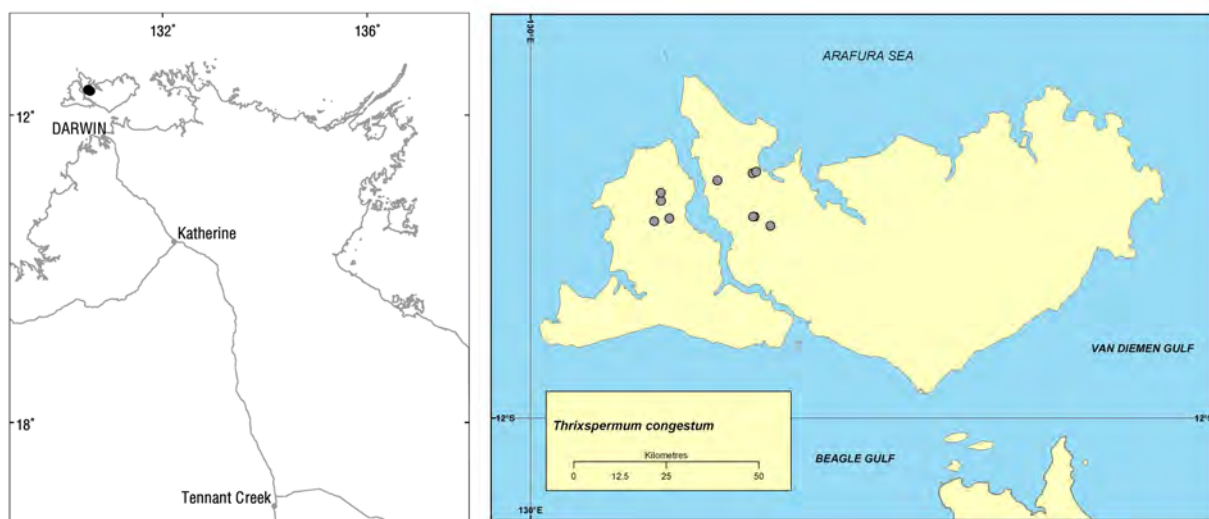 132°
136°
12°
DARWIN
Katherine
18°
Tennant Creek
130°E
ARAFURA SEA
VAN DIEMEN GULF
12°S
12°S
Thrixspermum congestum
Kilometres
0 12.5 25 50
BEAGLE GULF
130°E